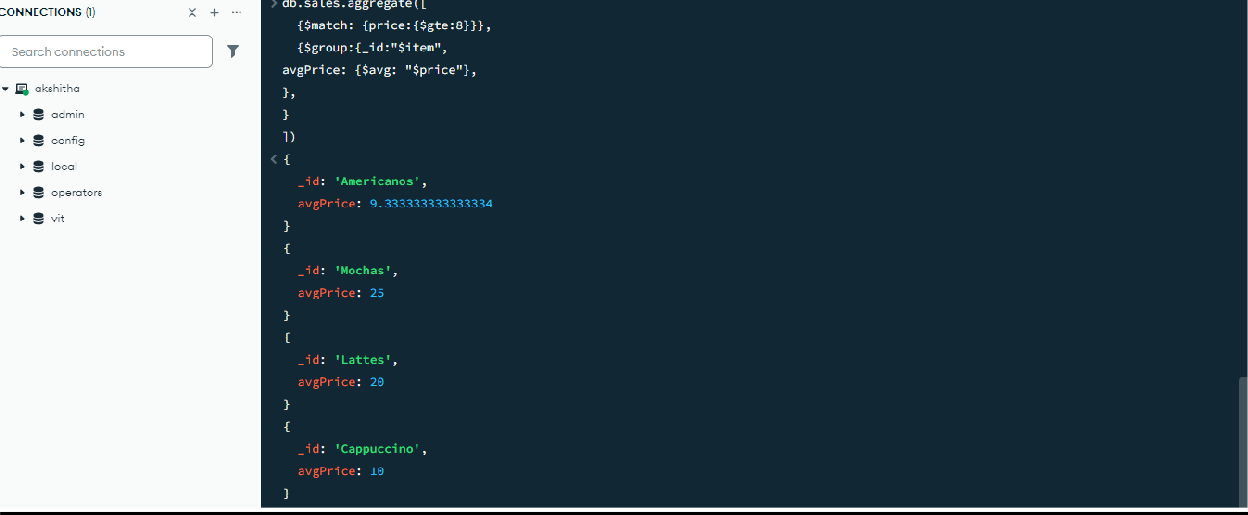 CONNECTIONS (1)
Search connections
akshitha
admin
config
local
operators
vit
db.sales.aggregate([
{$match: {price:{$gte:8}}},
{$group:{_id:"$item",
avgPrice: {$avg: "$price"},
},
}
])
{
_id: 'Americanos',
avgPrice: 9.333333333333334
}
{
_id: 'Mochas',
avgPrice: 25
}
{
_id: 'Lattes',
avgPrice: 20
}
{
_id: 'Cappuccino',
avgPrice: 10
}